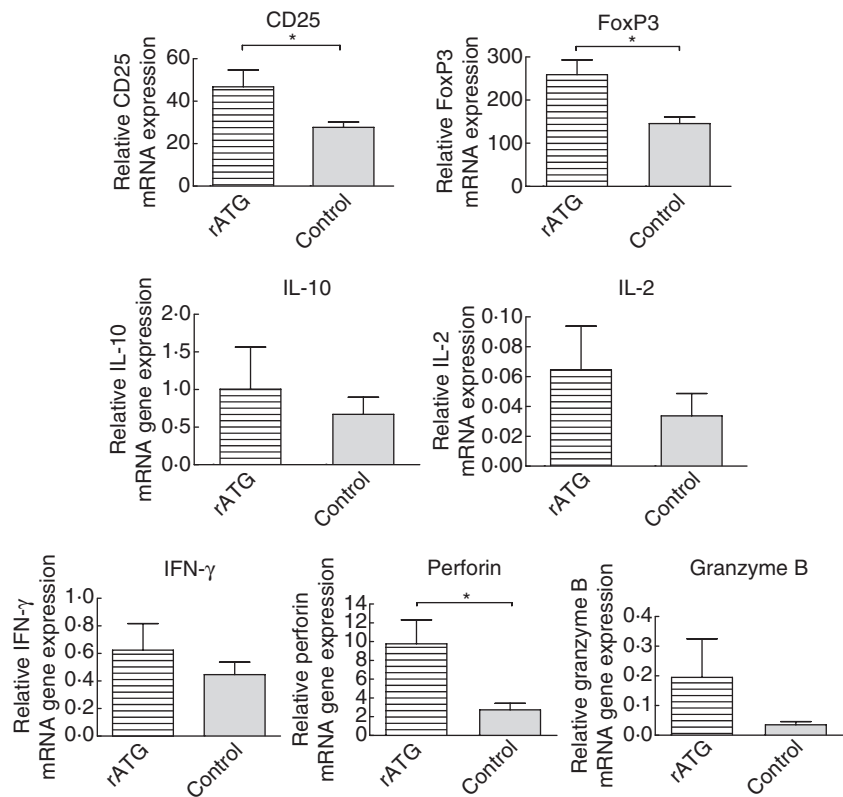 CD25
*
Relative CD25
mRNA expression
60
40
20
0
rATG
Control
FoxP3
*
Relative FoxP3
mRNA expression
300
200
100
0
rATG
Control
IL-10
Relative IL-10
mRNA gene expression
2·0
1·5
1·0
0·5
0·0
rATG
Control
IL-2
Relative IL-2
mRNA expression
0·10
0·08
0·06
0·04
0·02
0·00
rATG
Control
IFN-γ
Relative IFN-γ
mRNA gene expression
1·0
0·8
0·6
0·4
0·2
0·0
rATG
Control
Perforin
*
Relative perforin
mRNA gene expression
14
12
10
8
6
4
2
0
rATG
Control
Granzyme B
Relative granzyme B
mRNA gene expression
0·4
0·3
0·2
0·1
0·0
rATG
Control